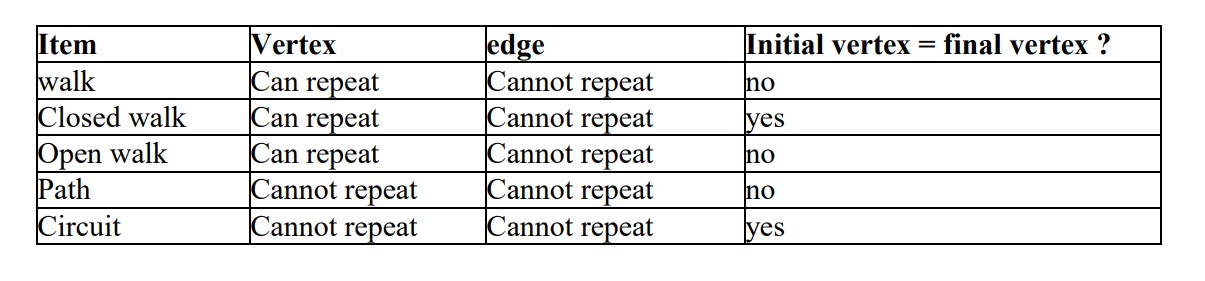 Item Vertex edge Initial vertex = final vertex ?
walk Can repeat Cannot repeat no
Closed walk Can repeat Cannot repeat yes
Open walk Can repeat Cannot repeat no
Path Cannot repeat Cannot repeat no
Circuit Cannot repeat Cannot repeat yes